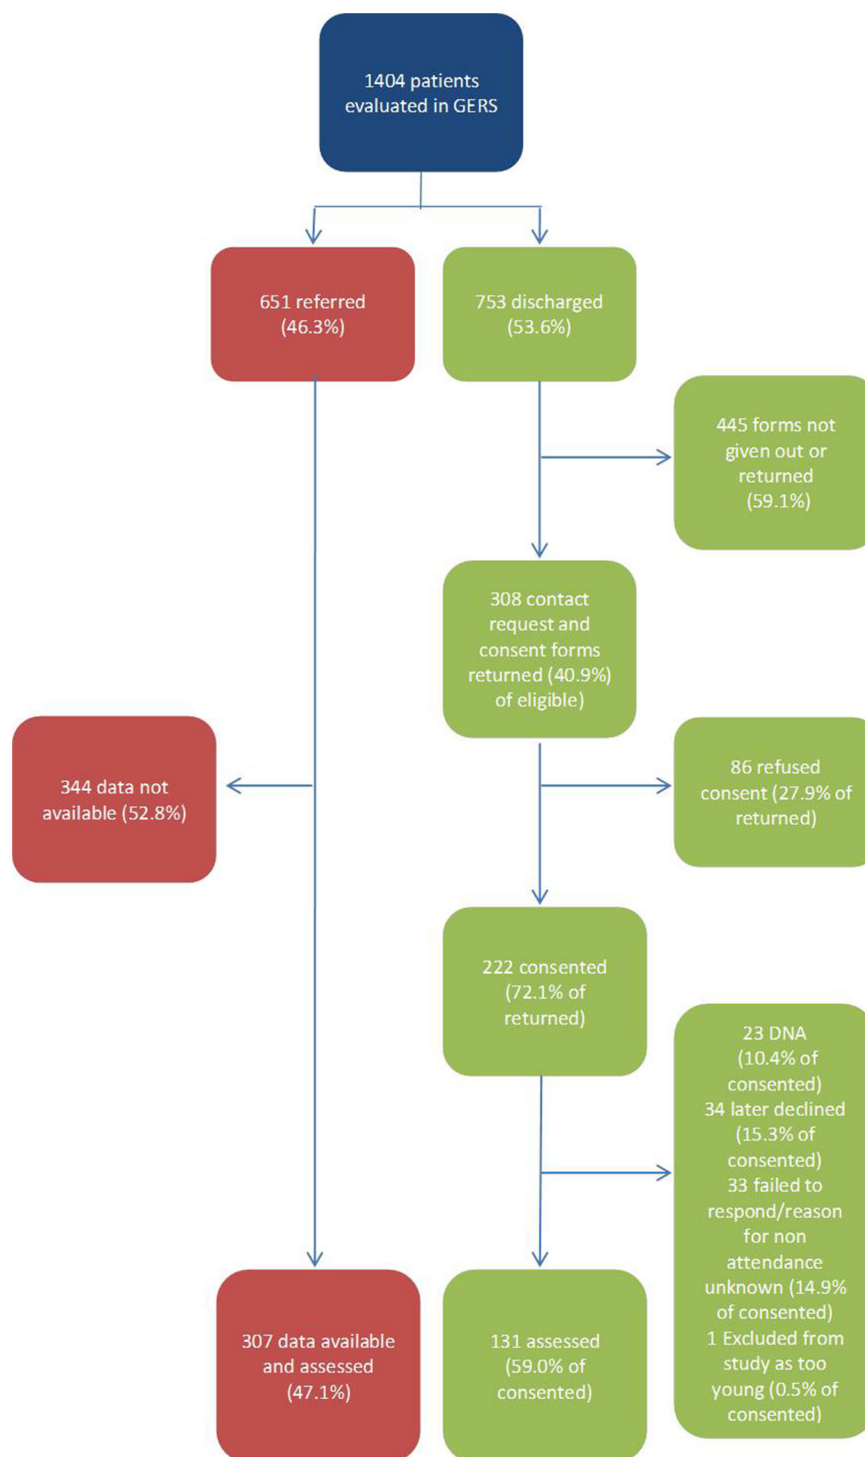 1404 patients
evaluated in GERS
651 referred
(46.3%)
753 discharged
(53.6%)
445 forms not
given out or
returned
(59.1%)
308 contact
request and
consent forms
returned (40.9%)
of eligible)
344 data not
available (52.8%)
86 refused
consent (27.9% of
returned)
222 consented
(72.1% of
returned)
23 DNA
(10.4% of
consented)
34 later declined
(15.3% of
consented)
33 failed to
respond/reason
for non
attendance
unknown (14.9%
of consented)
1 Excluded from
study as too
young (0.5% of
consented)
307 data available
and assessed
(47.1%)
131 assessed
(59.0% of
consented)